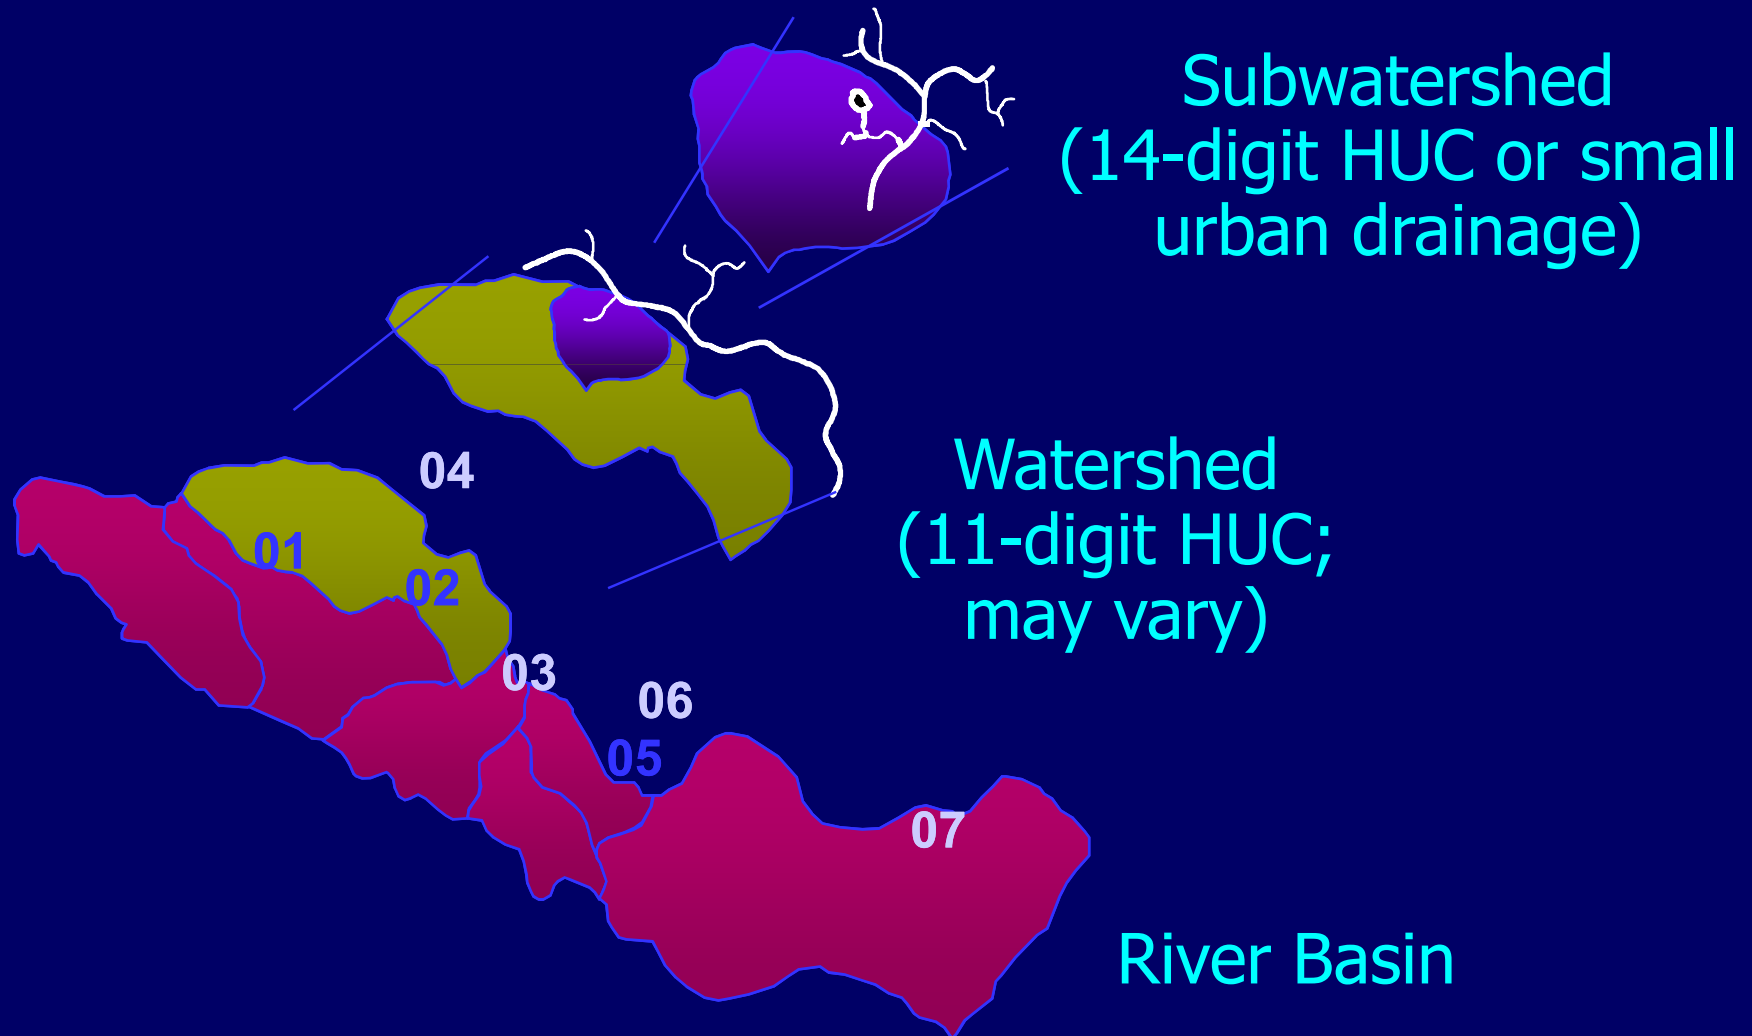 Subwatershed
(14-digit HUC or small
urban drainage)
Watershed
(11-digit HUC;
may vary)
04
01
02
03
06
05
07
River Basin